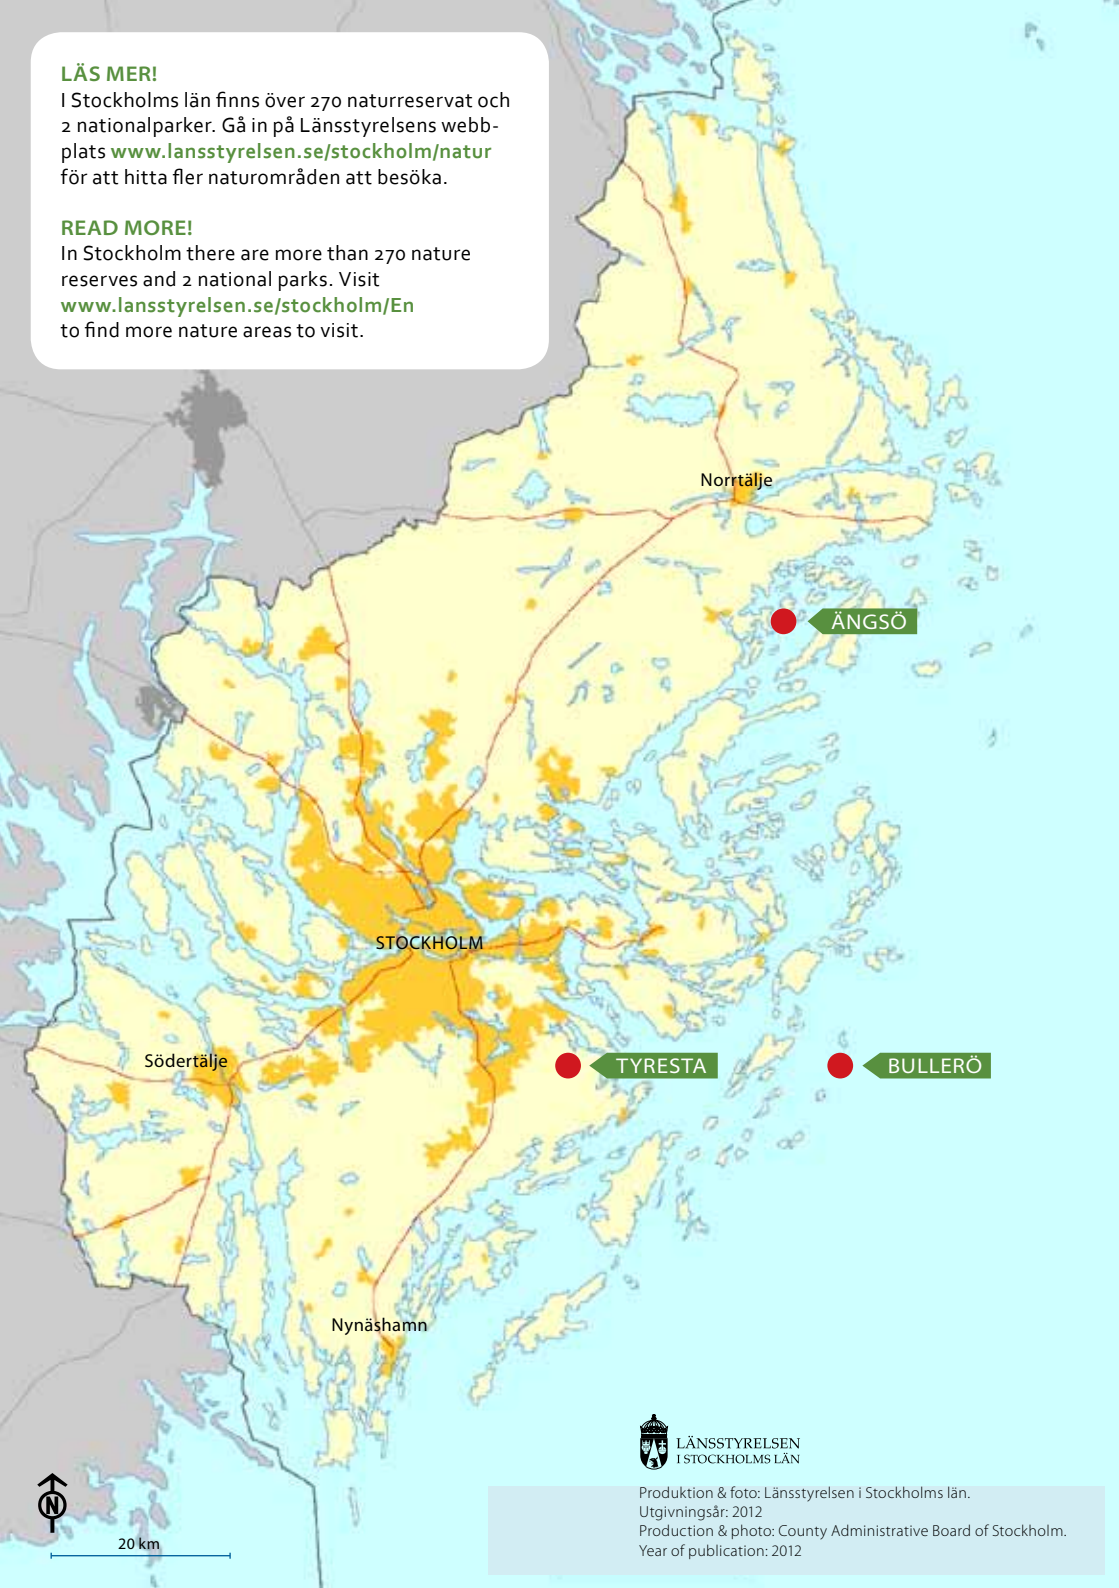 LÄS MER!
I Stockholms län finns över 270 naturreservat och
2 nationalparker. Gå in på Länsstyrelsens webb-
plats www.lansstyrelsen.se/stockholm/natur
för att hitta fler naturområden att besöka.
READ MORE!
In Stockholm there are more than 270 nature
reserves and 2 national parks. Visit
www.lansstyrelsen.se/stockholm/En
to find more nature areas to visit.
Norrtälje
ÄNGSÖ
STOCKHOLM
Södertälje
TYRESTA
BULLERÖ
Nynäshamn
LÄNSSTYRELSEN
I STOCKHOLMS LÄN
N
20 km
Produktion & foto: Länsstyrelsen i Stockholms län.
Utgivningsår: 2012
Production & photo: County Administrative Board of Stockholm.
Year of publication: 2012